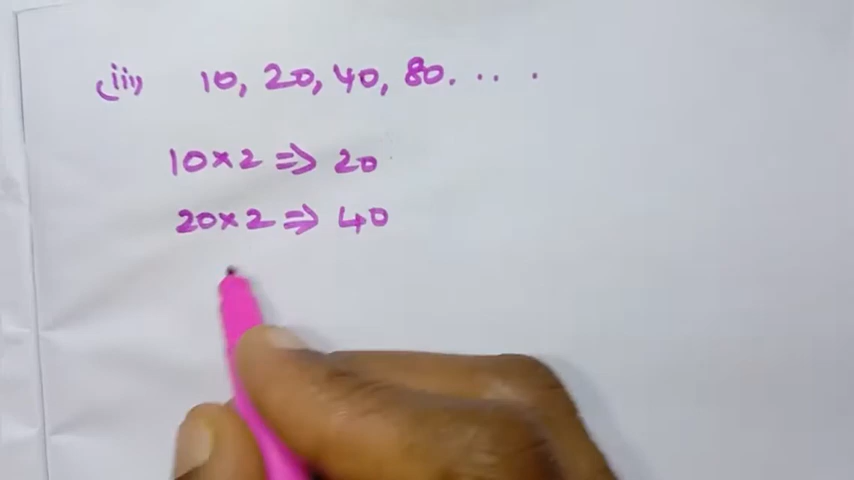 (iii) 10, 20, 40, 80. .. .
10×2 ⇒ 20
20×2 ⇒ 40